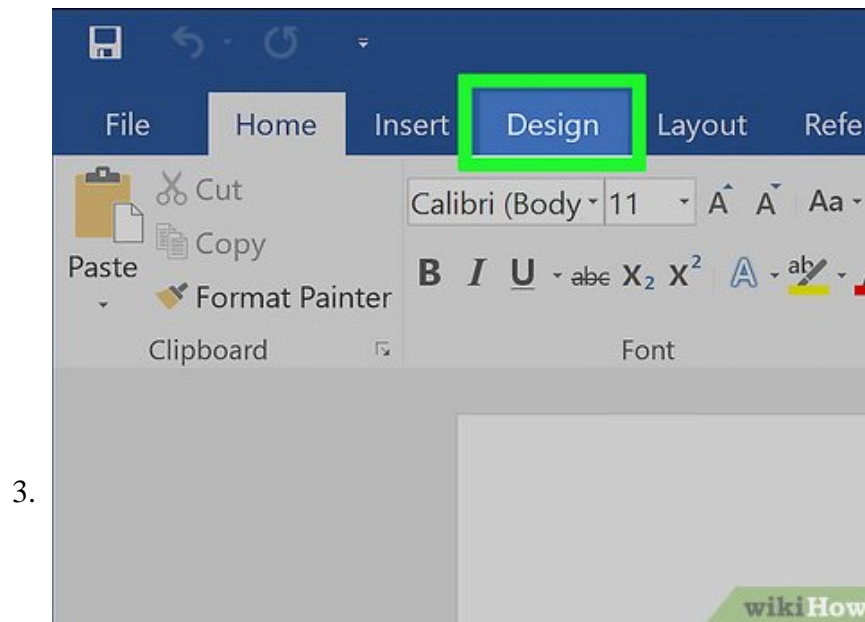 File Home Insert Design Layout Refe
Cut
Calibri (Body 11 A A Aa
Copy
Paste
B I U abc X₂ X² A ab
Format Painter
Clipboard Font
3.
wikiHow